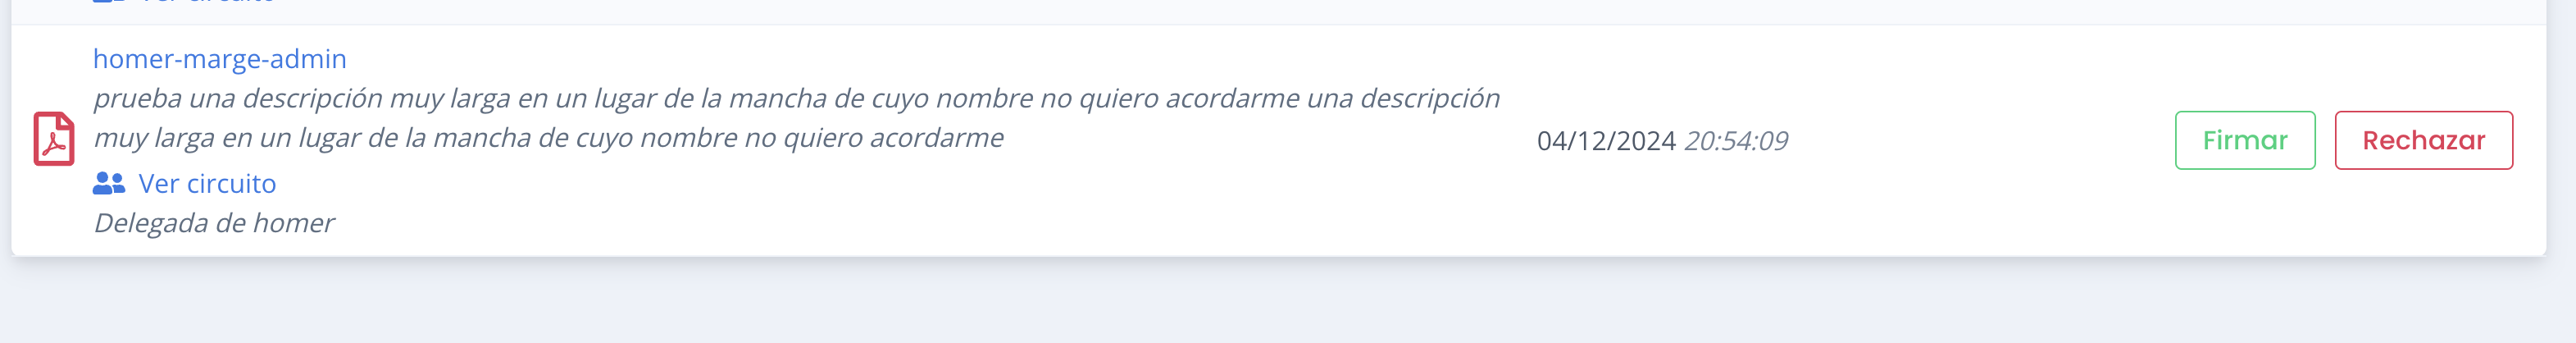 Ver circuito
homer-marge-admin
prueba una descripción muy larga en un lugar de la mancha de cuyo nombre no quiero acordarme una descripción
muy larga en un lugar de la mancha de cuyo nombre no quiero acordarme
04/12/2024 20:54:09
Firmar
Rechazar
Ver circuito
Delegada de homer